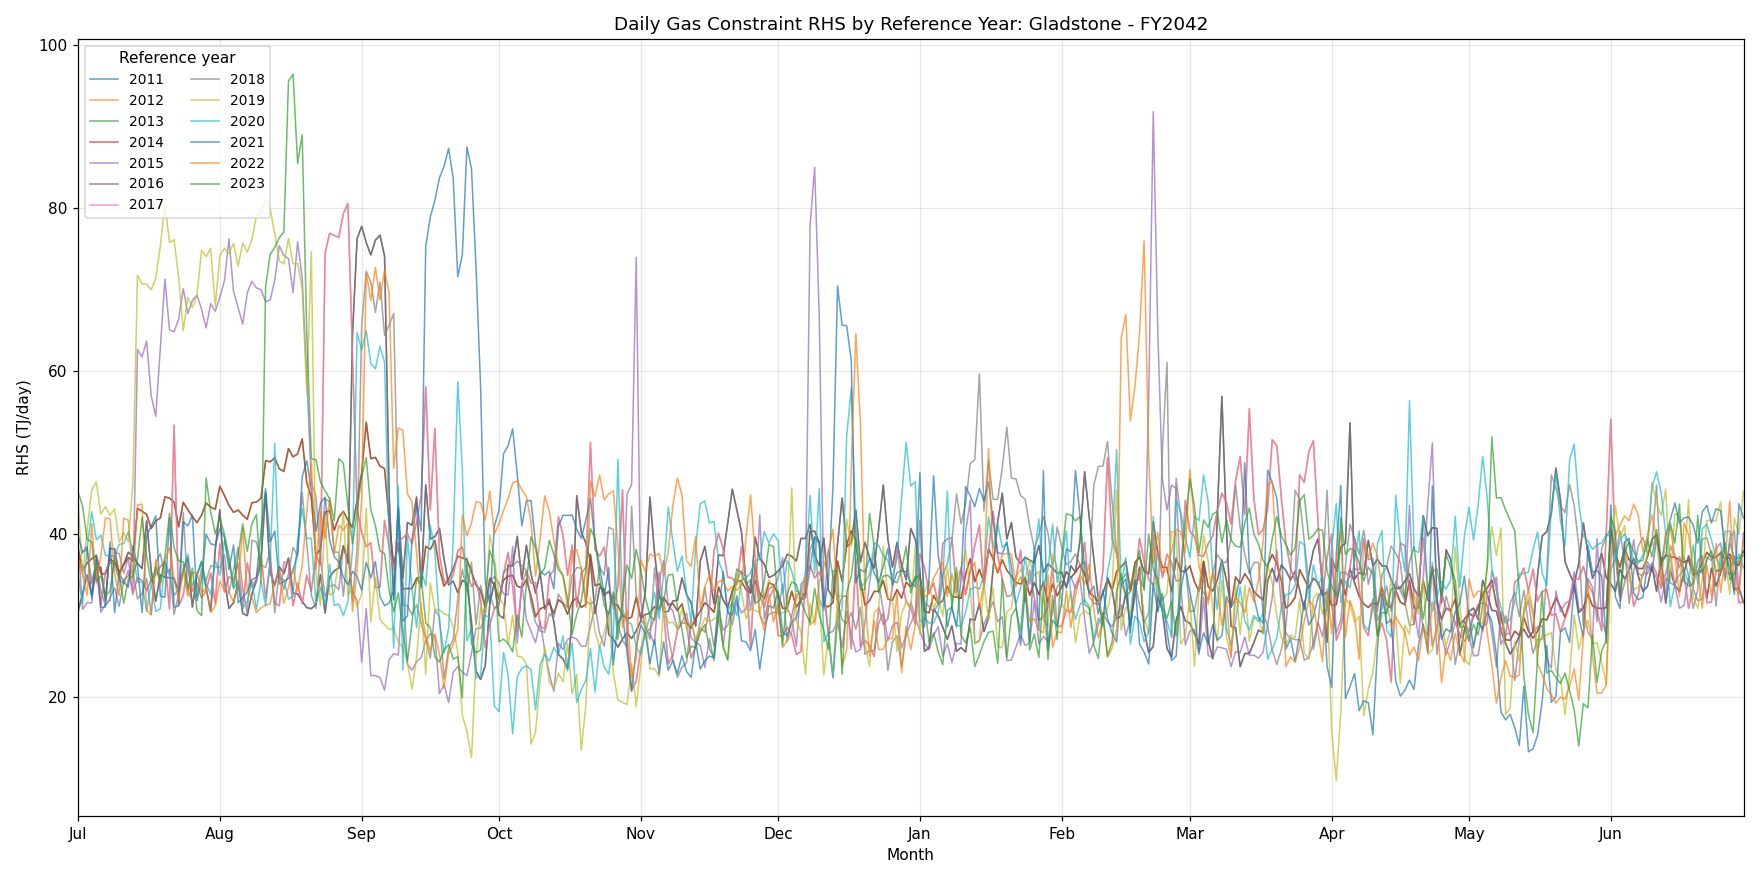 Daily Gas Constraint RHS by Reference Year: Gladstone - FY2042
Reference year
2011 2018
2012 2019
2013 2020
2014 2021
2015 2022
2016 2023
2017
RHS (TJ/day)
100
80
60
40
20
Jul Aug Sep Oct Nov Dec Jan Feb Mar Apr May Jun
Month